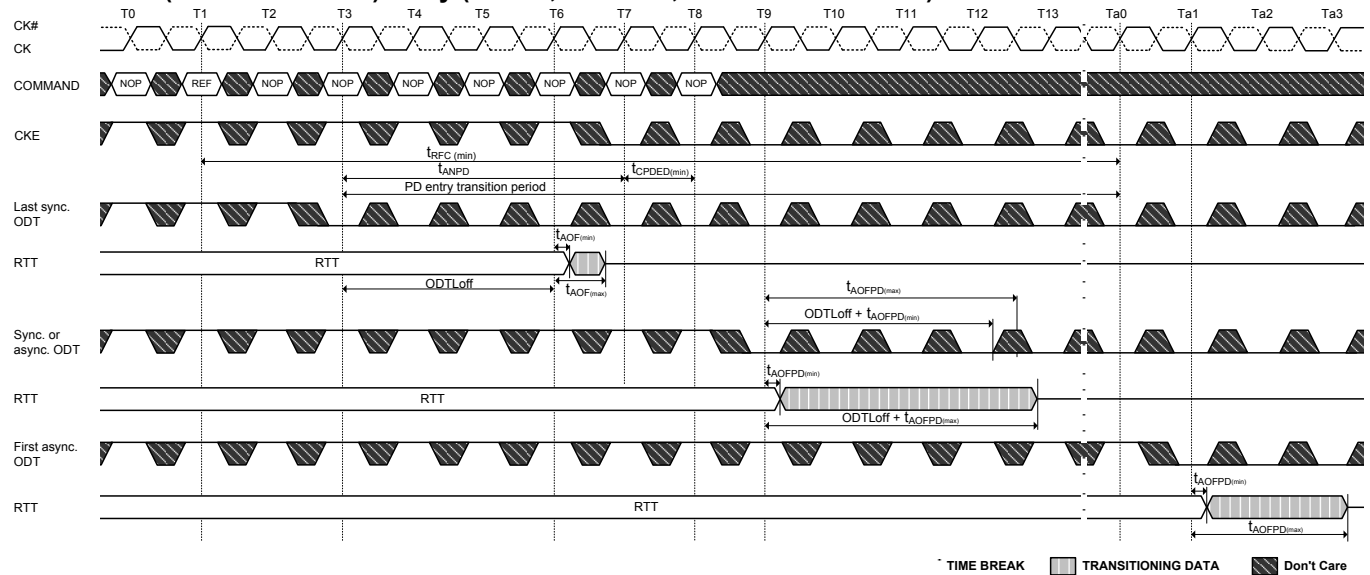 T0 T1 T2 T3 T4 T5 T6 T7 T8 T9 T10 T11 T12 T13 Ta0 Ta1 Ta2 Ta3
CK#
CK
COMMAND NOP REF NOP NOP NOP NOP NOP NOP NOP
CKE
tRFC (min)
tANPD tCPDED(min)
PD entry transition period
Last sync.
ODT
tAOF(min)
RTT RTT
ODTLoff tAOF(max)
tAOFPD(max)
ODTLoff + tAOFPD(min)
Sync. or
async. ODT
tAOFPD(min)
RTT RTT
ODTLoff + tAOFPD(max)
First async.
ODT
tAOFPD(min)
RTT RTT
tAOFPD(max)
TIME BREAK TRANSITIONING DATA Don't Care